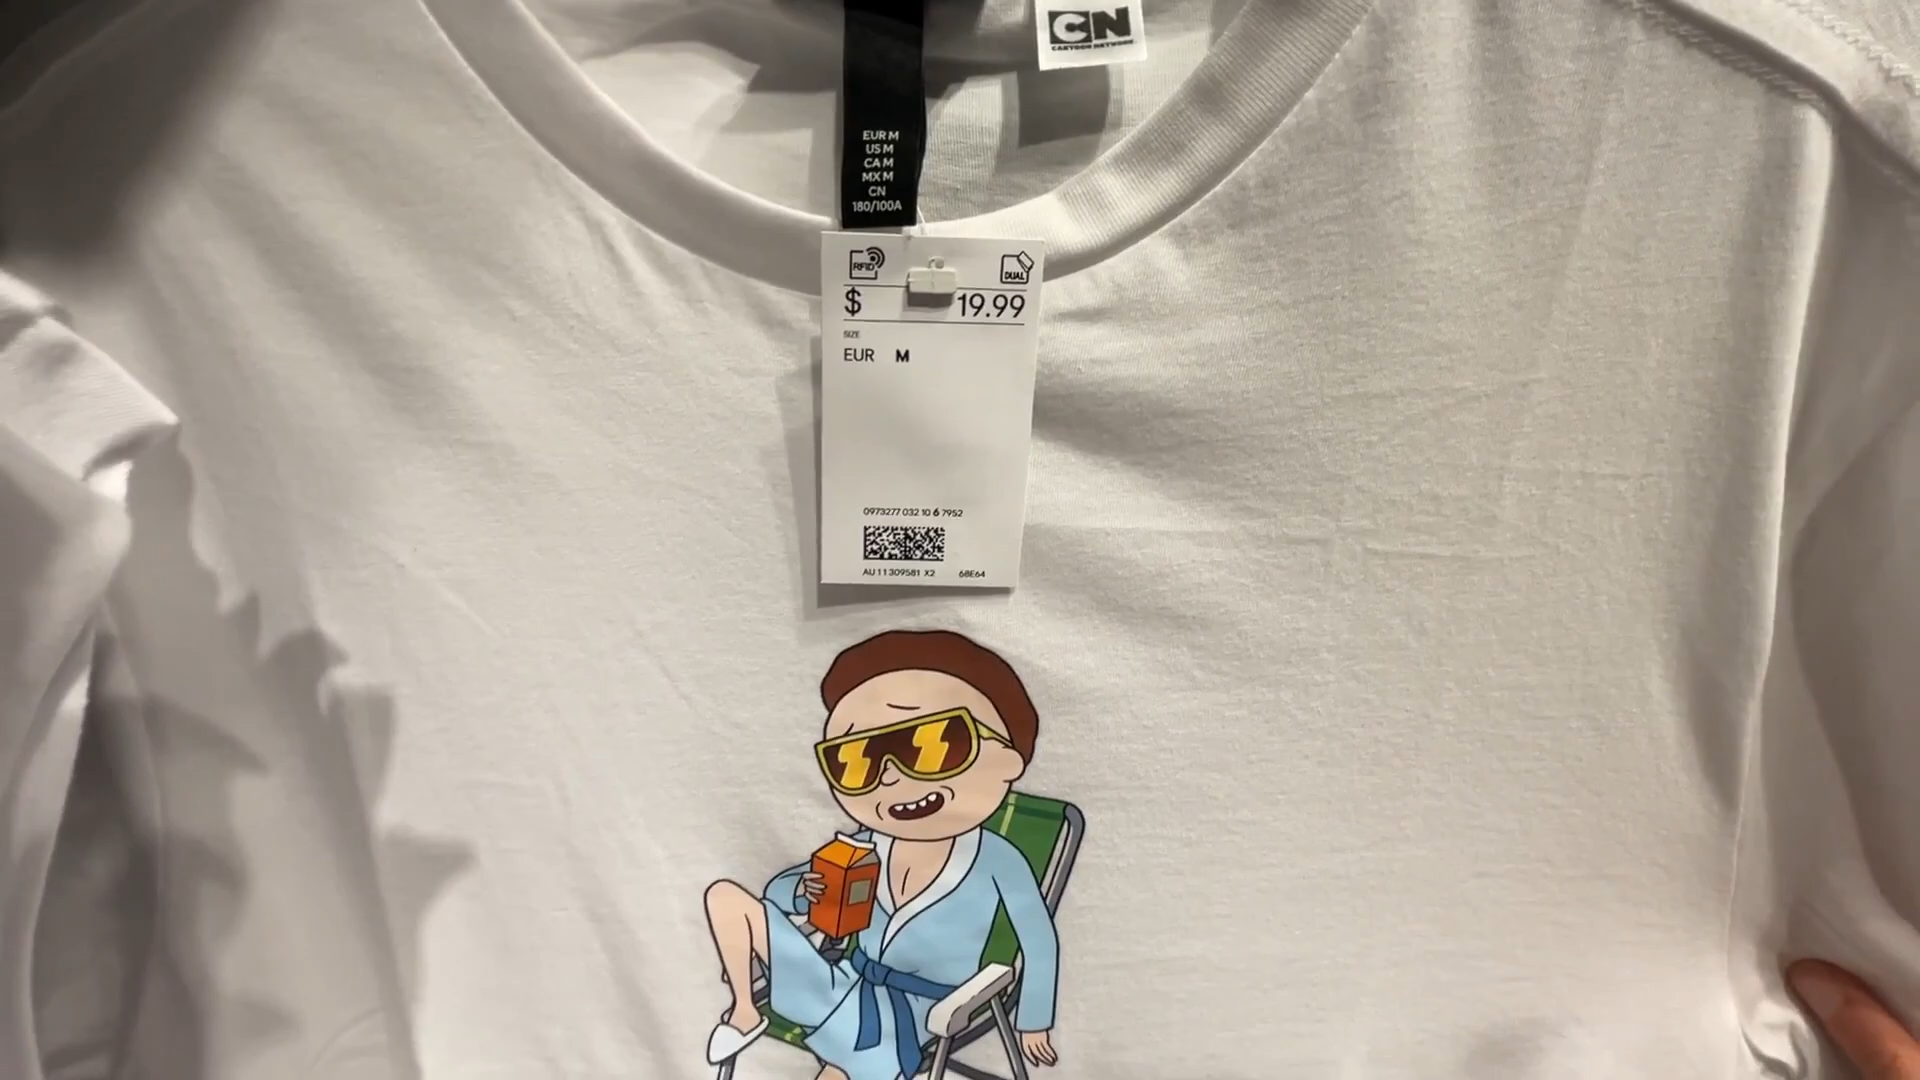 CN
CARTOON NETWORK
EUR M
US M
CA M
MX M
CN
180/100A
RFID
DUAL
$ 19.99
SIZE
EUR M
0973277 032 10 6 7952
AU 11 309581 X2 68E64